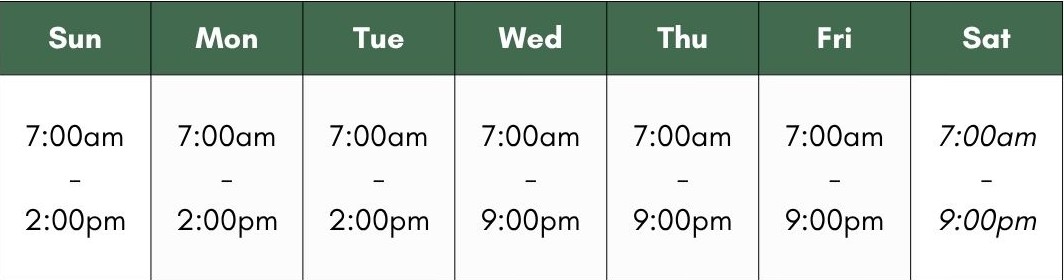 Sun Mon Tue Wed Thu Fri Sat
7:00am 7:00am 7:00am 7:00am 7:00am 7:00am 7:00am
– – – – – – –
2:00pm 2:00pm 2:00pm 9:00pm 9:00pm 9:00pm 9:00pm